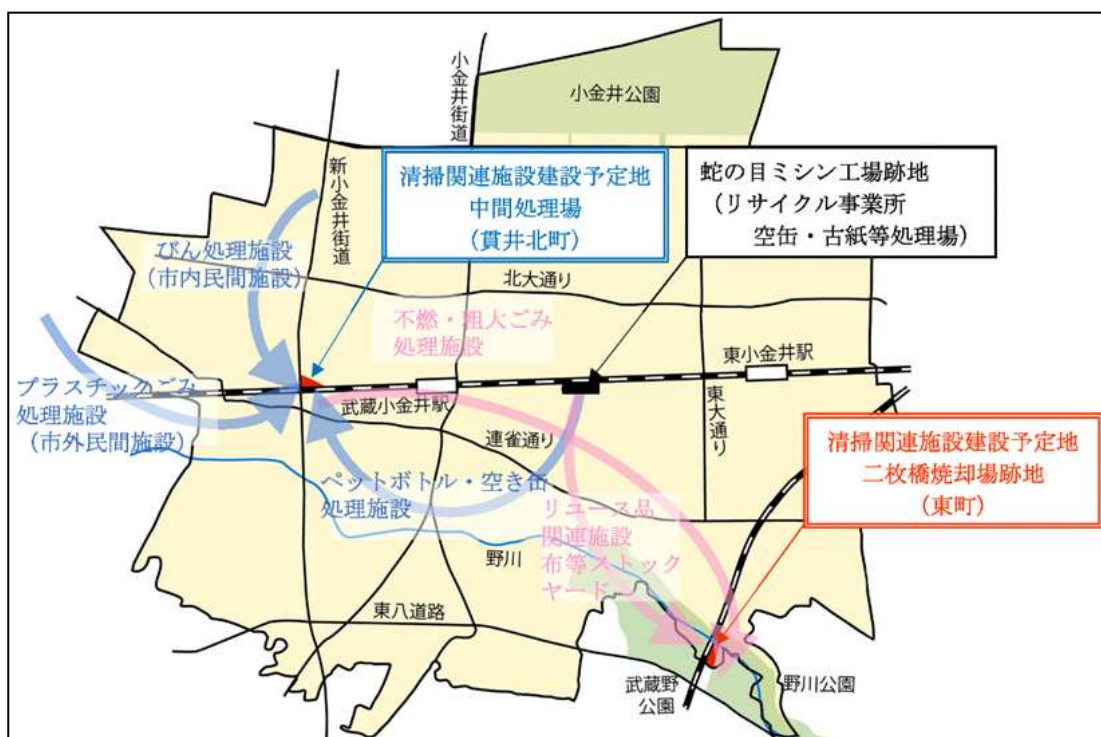 小金井公園
小金井街道
新小金井街道
清掃関連施設建設予定地
中間処理場
(貫井北町)
蛇の目ミシン工場跡地
(リサイクル事業所
空缶・古紙等処理場)
びん処理施設
(市内民間施設)
北大通り
不燃・粗大ごみ
処理施設
東小金井駅
プラスチックごみ
処理施設
(市外民間施設)
武蔵小金井駅
連雀通り
東大通り
清掃関連施設建設予定地
二枚橋焼却場跡地
(東町)
ペットボトル・空き缶
処理施設
リユース品
関連施設
布等ストック
ヤード
野川
東八道路
武蔵野
公園
野川公園